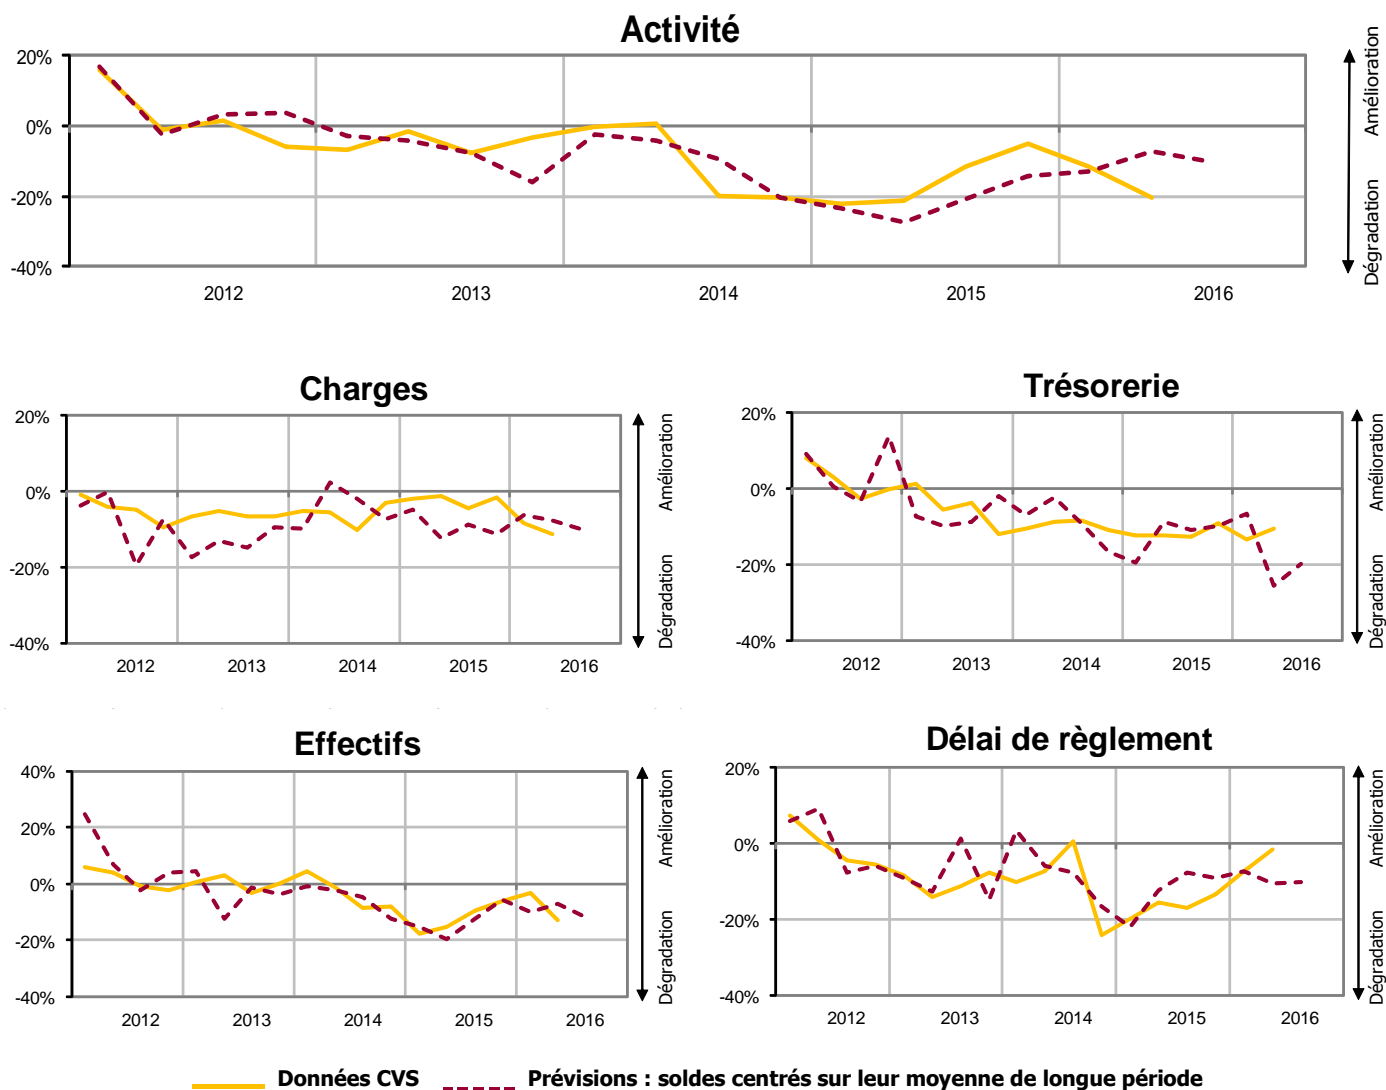 Activité
20%
0%
-20%
-40%
2012
2013
2014
2015
2016
Amélioration
Dégradation
Charges
20%
0%
-20%
-40%
2012
2013
2014
2015
2016
Amélioration
Dégradation
Trésorerie
20%
0%
-20%
-40%
2012
2013
2014
2015
2016
Amélioration
Dégradation
Effectifs
40%
20%
0%
-20%
-40%
2012
2013
2014
2015
2016
Amélioration
Dégradation
Délai de règlement
20%
0%
-20%
-40%
2012
2013
2014
2015
2016
Amélioration
Dégradation
Données CVS
Prévisions : soldes centrés sur leur moyenne de longue période